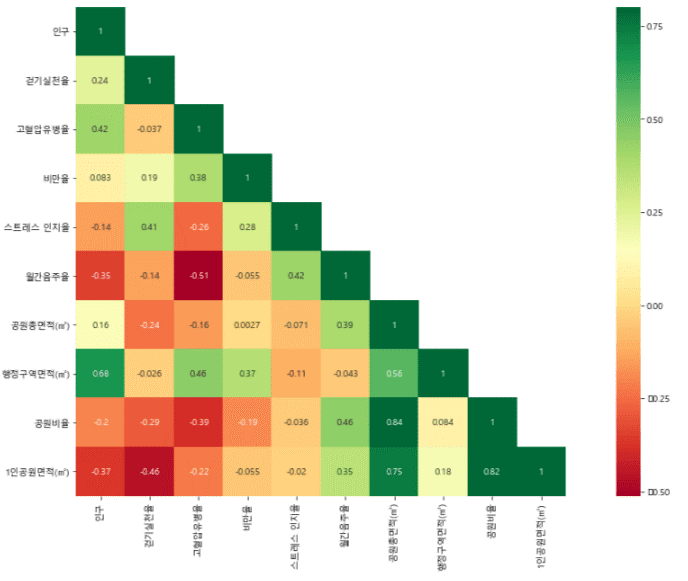 인구 1
걷기실천율 0.24 1
고혈압유병율 0.42 -0.037 1
비만율 0.083 0.19 0.38 1
스트레스 인지율 -0.14 0.41 -0.26 0.28 1
월간음주율 -0.35 -0.14 -0.51 -0.055 0.42 1
공원총면적(㎡) 0.16 -0.24 -0.16 0.0027 -0.071 0.39 1
행정구역면적(㎡) 0.68 -0.026 0.46 0.37 -0.11 -0.043 0.56 1
공원비율 -0.2 -0.29 -0.39 -0.19 -0.036 0.46 0.84 0.084 1
1인공원면적(㎡) -0.37 -0.46 -0.22 -0.055 -0.02 0.35 0.75 0.18 0.82 1
인구 걷기실천율 고혈압유병율 비만율 스트레스 인지율 월간음주율 공원총면적(㎡) 행정구역면적(㎡) 공원비율 1인공원면적(㎡)
0.75
0.50
0.25
0.00
□0.25
□0.50